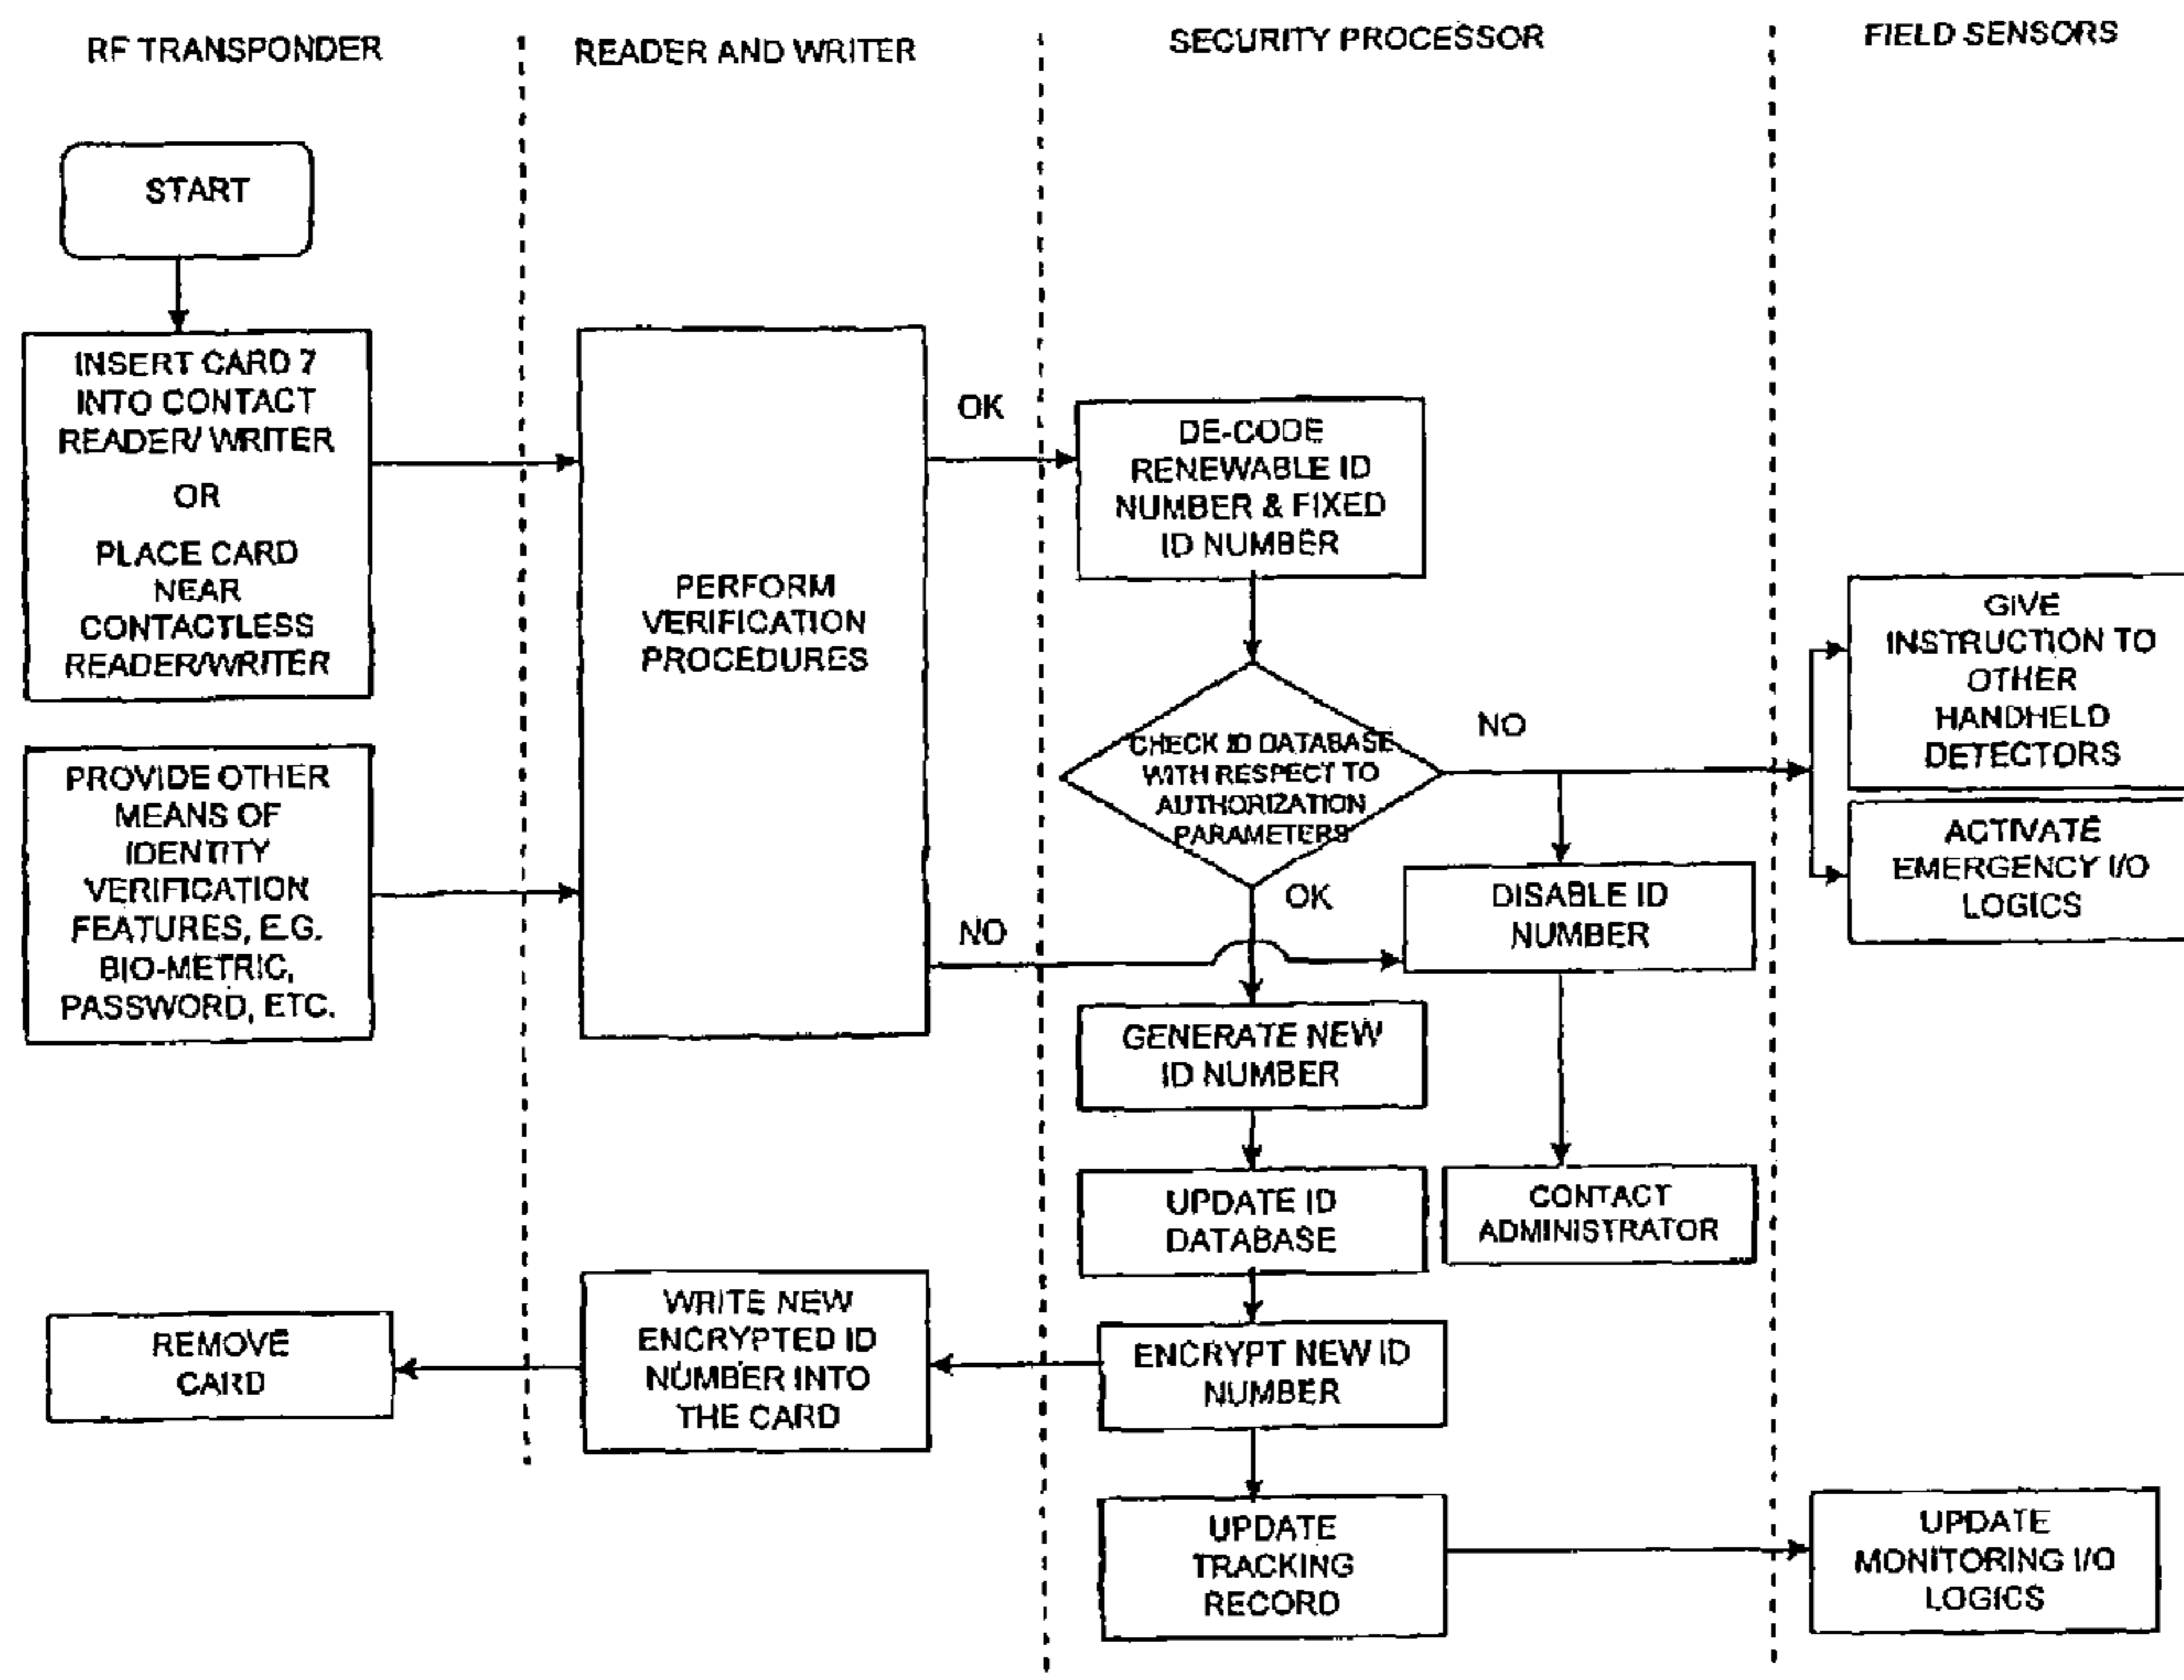 RF TRANSPONDER
READER AND WRITER
SECURITY PROCESSOR
FIELD SENSORS
START
INSERT CARD 7
INTO CONTACT
READER/ WRITER
OR
PLACE CARD
NEAR
CONTACTLESS
READER/WRITER
PROVIDE OTHER
MEANS OF
IDENTITY
VERIFICATION
FEATURES, E.G.
BIO-METRIC,
PASSWORD, ETC.
PERFORM
VERIFICATION
PROCEDURES
OK
NO
DE-CODE
RENEWABLE ID
NUMBER & FIXED
ID NUMBER
CHECK ID DATABASE
WITH RESPECT TO
AUTHORIZATION
PARAMETERS
NO
OK
GIVE
INSTRUCTION TO
OTHER
HANDHELD
DETECTORS
ACTIVATE
EMERGENCY I/O
LOGICS
DISABLE ID
NUMBER
GENERATE NEW
ID NUMBER
UPDATE ID
DATABASE
CONTACT
ADMINISTRATOR
ENCRYPT NEW ID
NUMBER
WRITE NEW
ENCRYPTED ID
NUMBER INTO
THE CARD
REMOVE
CARD
UPDATE
TRACKING
RECORD
UPDATE
MONITORING I/O
LOGICS